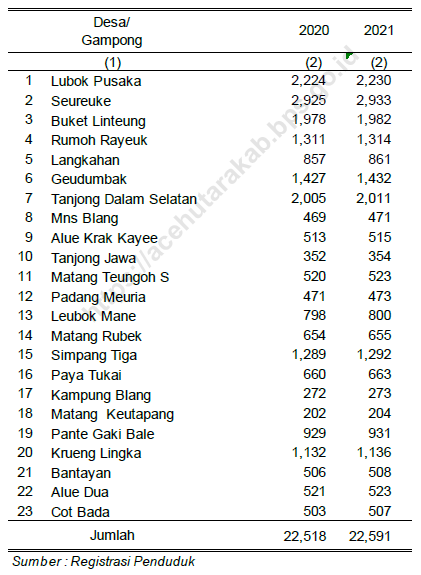 Desa/
Gampong 2020 2021
(1) (2) (2)
1 Lubok Pusaka 2,224 2,230
2 Seureuke 2,925 2,933
3 Buket Linteung 1,978 1,982
4 Rumoh Rayeuk 1,311 1,314
5 Langkahan 857 861
6 Geudumbak 1,427 1,432
7 Tanjong Dalam Selatan 2,005 2,011
8 Mns Blang 469 471
9 Alue Krak Kayee 513 515
10 Tanjong Jawa 352 354
11 Matang Teungoh S 520 523
12 Padang Meuria 471 473
13 Leubok Mane 798 800
14 Matang Rubek 654 655
15 Simpang Tiga 1,289 1,292
16 Paya Tukai 660 663
17 Kampung Blang 272 273
18 Matang Keutapang 202 204
19 Pante Gaki Bale 929 931
20 Krueng Lingka 1,132 1,136
21 Bantayan 506 508
22 Alue Dua 521 523
23 Cot Bada 503 507
Jumlah 22,518 22,591
Sumber : Registrasi Penduduk
https://acehutarakab.bps.go.id